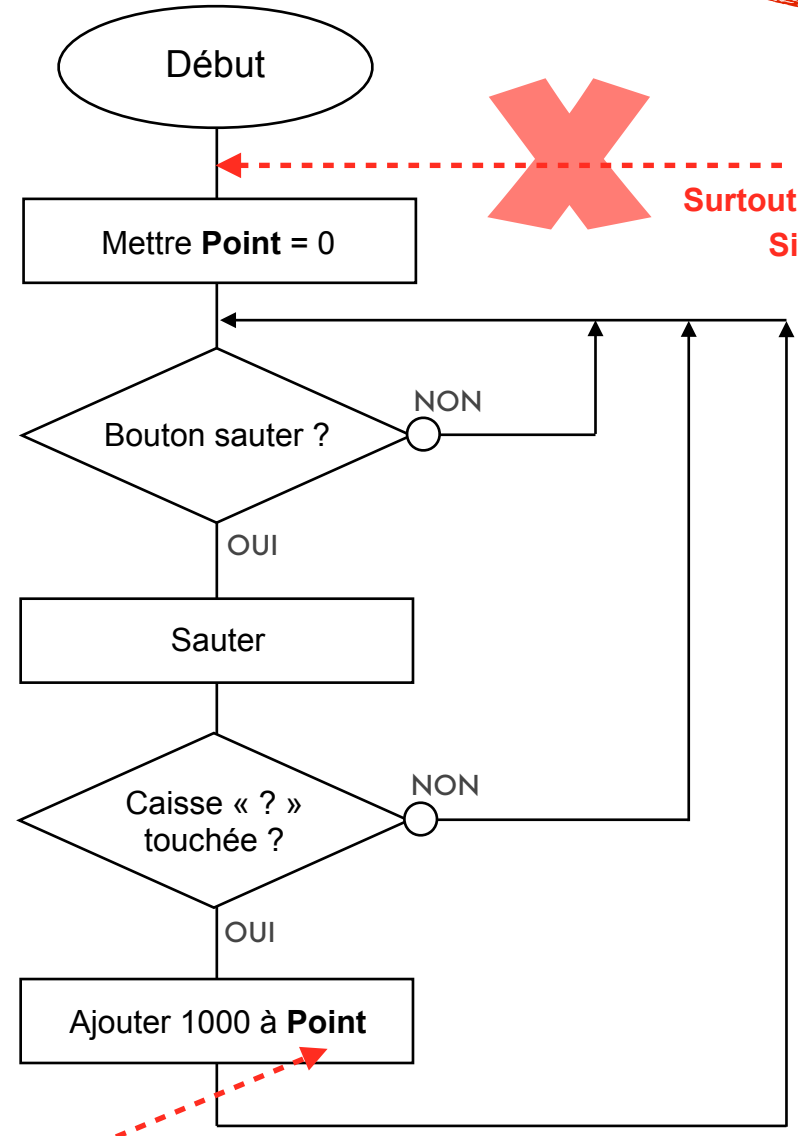 Début
Surtout
Si
Mettre Point = 0
Bouton sauter ?
NON
OUI
Sauter
Caisse « ? »
touchée ?
NON
OUI
Ajouter 1000 à Point